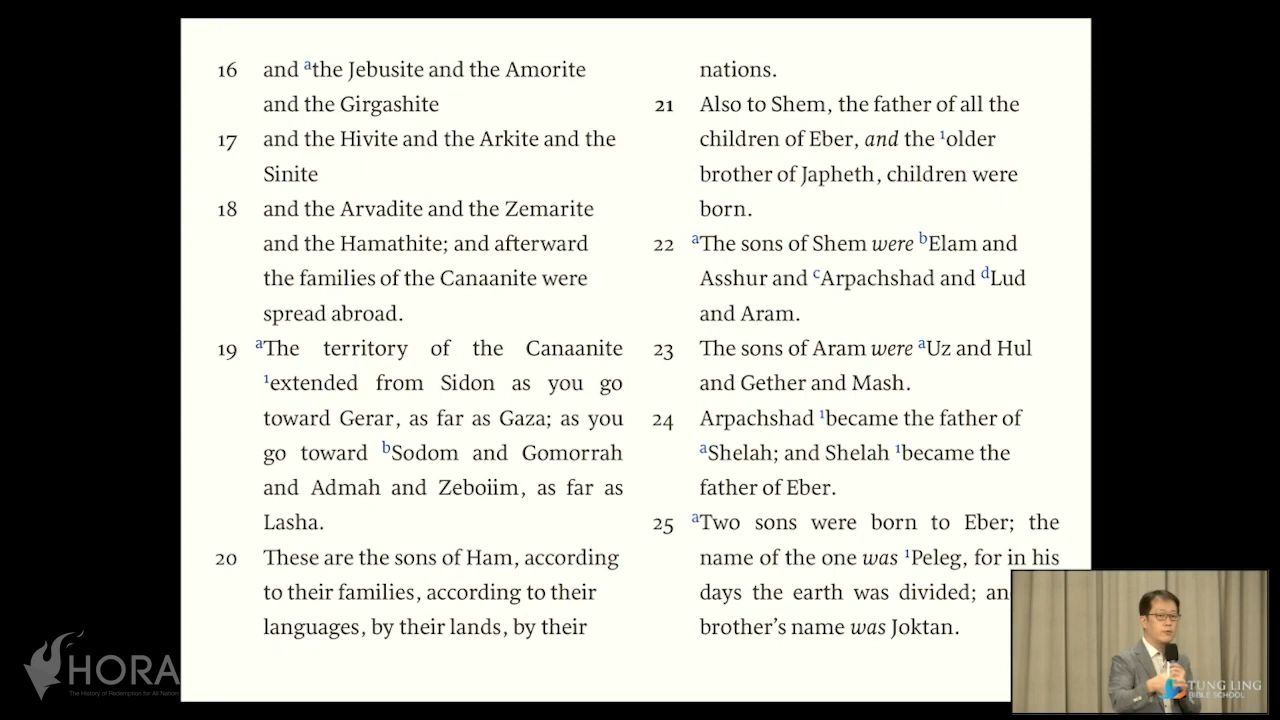 16 and ᵃthe Jebusite and the Amorite
and the Girgashite
17 and the Hivite and the Arkite and the
Sinite
18 and the Arvadite and the Zemarite
and the Hamathite; and afterward
the families of the Canaanite were
spread abroad.
19 ᵃThe territory of the Canaanite
¹extended from Sidon as you go
toward Gerar, as far as Gaza; as you
go toward ᵇSodom and Gomorrah
and Admah and Zeboiim, as far as
Lasha.
20 These are the sons of Ham, according
to their families, according to their
languages, by their lands, by their
nations.
21 Also to Shem, the father of all the
children of Eber, and the ¹older
brother of Japheth, children were
born.
22 ᵃThe sons of Shem were ᵇElam and
Asshur and ᶜArpachshad and ᵈLud
and Aram.
23 The sons of Aram were ᵃUz and Hul
and Gether and Mash.
24 Arpachshad ¹became the father of
ᵃShelah; and Shelah ¹became the
father of Eber.
25 ᵃTwo sons were born to Eber; the
name of the one was ¹Peleg, for in his
days the earth was divided; an
brother's name was Joktan.
HORA
The History of Redemption for All Nation
TUNG LING
BIBLE SCHOOL